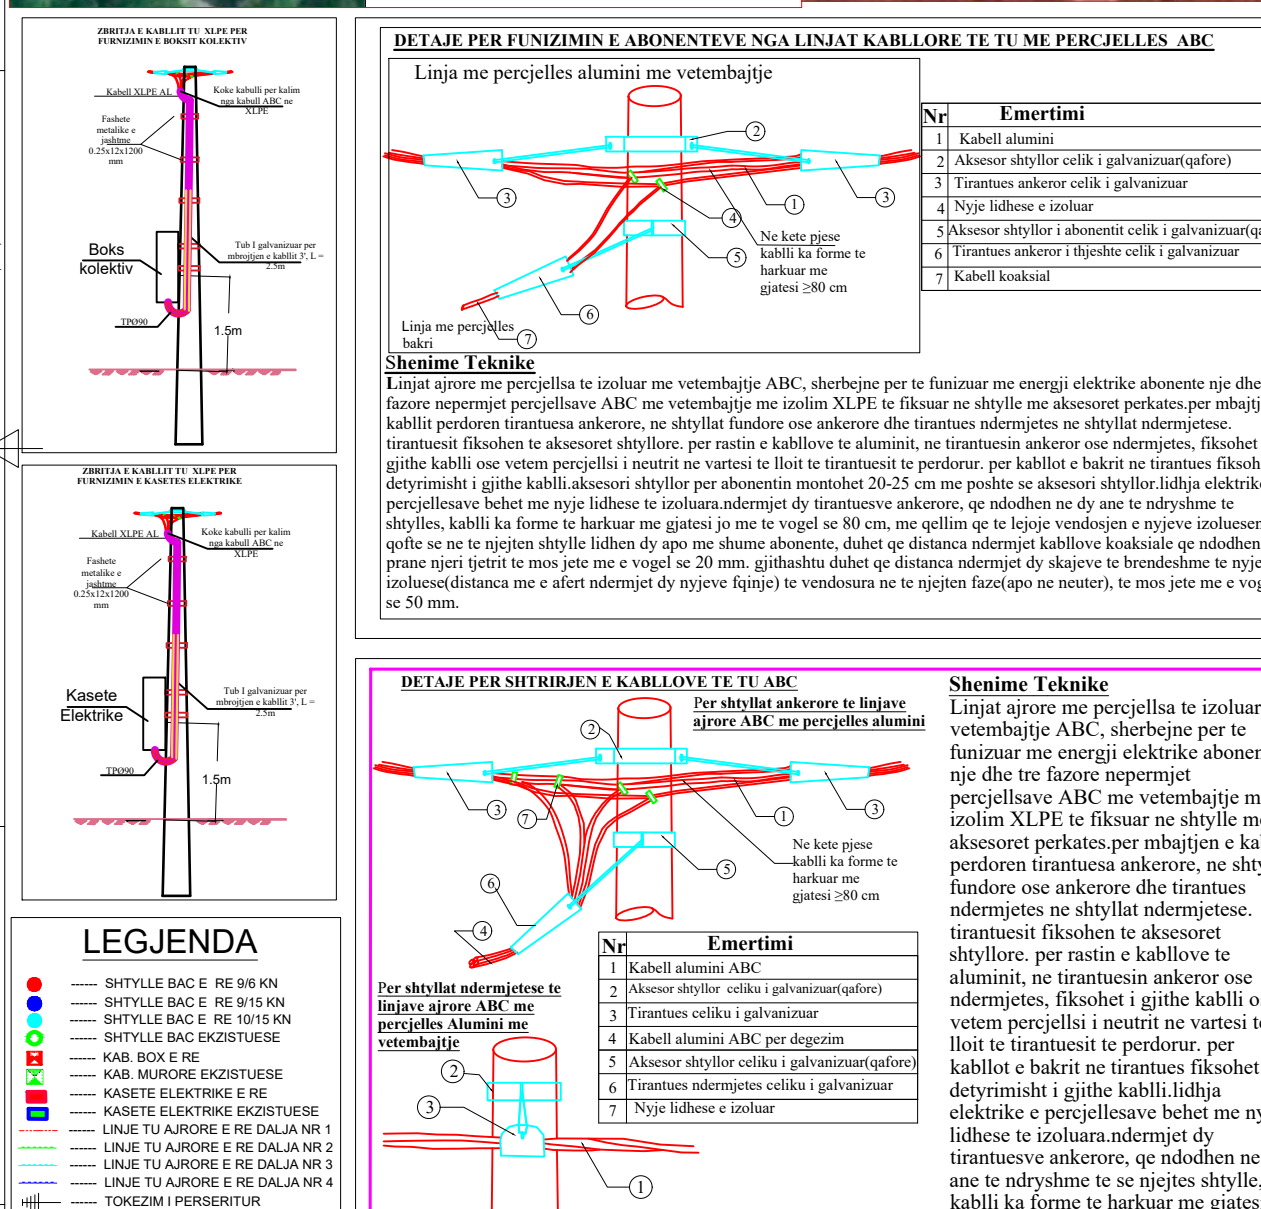 ZBRITJA E KABLLIT TU XLPE PER
FURNIZIMIN E BOKSIT KOLEKTIV
Kabell XLPE AL
Koke kabulli per kalim
nga kabull ABC ne
XLPE
Fashete
metalike e
jashtme
0.25x12x1200
mm
Boks
kolektiv
Tub I galvanizuar per
mbrojtjen e kabllit 3', L =
2.5m
TPØ90
1.5m
ZBRITJA E KABLLIT TU XLPE PER
FURNIZIMIN E KASETES ELEKTRIKE
Kabell XLPE AL
Koke kabulli per kalim
nga kabull ABC ne
XLPE
Fashete
metalike e
jashtme
0.25x12x1200
mm
Kasete
Elektrike
Tub I galvanizuar per
mbrojtjen e kabllit 3', L =
2.5m
TPØ90
1.5m
LEGJENDA
------ SHTYLLE BAC E RE 9/6 KN
------ SHTYLLE BAC E RE 9/15 KN
------ SHTYLLE BAC E RE 10/15 KN
------ SHTYLLE BAC EKZISTUESE
------ KAB. BOX E RE
------ KAB. MURORE EKZISTUESE
------ KASETE ELEKTRIKE E RE
------ KASETE ELEKTRIKE EKZISTUESE
------ LINJE TU AJRORE E RE DALJA NR 1
------ LINJE TU AJRORE E RE DALJA NR 2
------ LINJE TU AJRORE E RE DALJA NR 3
------ LINJE TU AJRORE E RE DALJA NR 4
------ TOKEZIM I PERSERITUR
DETAJE PER FUNIZIMIN E ABONENTEVE NGA LINJAT KABLLORE TE TU ME PERCJELLES ABC
Linja me percjelles alumini me vetembajtje
2
3
3
1
4
5
6
7
Ne kete pjese
kablli ka forme te
harkuar me
gjatesi ≥80 cm
Linja me percjelles
bakri
Nr Emertimi
1 Kabell alumini
2 Aksesor shtyllor celik i galvanizuar(qafore)
3 Tirantues ankeror celik i galvanizuar
4 Nyje lidhese e izoluar
5 Aksesor shtyllor i abonentit celik i galvanizuar(qa
6 Tirantues ankeror i thjeshte celik i galvanizuar
7 Kabell koaksial
Shenime Teknike
Linjat ajrore me percjellsa te izoluar me vetembajtje ABC, sherbejne per te funizuar me energji elektrike abonente nje dhe
fazore nepermjet percjellsave ABC me vetembajtje me izolim XLPE te fiksuar ne shtylle me aksesoret perkates.per mbajtj
kabllit perdoren tirantuesa ankerore, ne shtyllat fundore ose ankerore dhe tirantues ndermjetes ne shtyllat ndermjetese.
tirantuesit fiksohen te aksesoret shtyllore. per rastin e kabllove te aluminit, ne tirantuesin ankeror ose ndermjetes, fiksohet
gjithe kablli ose vetem percjellsi i neutrit ne vartesi te lloit te tirantuesit te perdorur. per kabllot e bakrit ne tirantues fiksoh
detyrimisht i gjithe kablli.aksesori shtyllor per abonentin montohet 20-25 cm me poshte se aksesori shtyllor.lidhja elektrike
percjellesave behet me nyje lidhese te izoluara.ndermjet dy tirantuesve ankerore, qe ndodhen ne dy ane te ndryshme te
shtylles, kablli ka forme te harkuar me gjatesi jo me te vogel se 80 cm, me qellim qe te lejoje vendosjen e nyjeve izoluesen
qofte se ne te njejten shtylle lidhen dy apo me shume abonente, duhet qe distanca ndermjet kabllove koaksiale qe ndodhen
prane njeri tjetrit te mos jete me e vogel se 20 mm. gjithashtu duhet qe distanca ndermjet dy skajeve te brendeshme te nyje
izoluese(distanca me e afert ndermjet dy nyjeve fqinje) te vendosura ne te njejten faze(apo ne neuter), te mos jete me e vog
se 50 mm.
DETAJE PER SHTRIRJEN E KABLLOVE TE TU ABC
Per shtyllat ankerore te linjave
ajrore ABC me percjelles alumini
2
3
7
1
3
5
6
4
Ne kete pjese
kablli ka forme te
harkuar me
gjatesi ≥80 cm
Per shtyllat ndermjetese te
linjave ajrore ABC me
percjelles Alumini me
vetembajtje
2
3
1
Nr Emertimi
1 Kabell alumini ABC
2 Aksesor shtyllor celiku i galvanizuar(qafore)
3 Tirantues celiku i galvanizuar
4 Kabell alumini ABC per degezim
5 Aksesor shtyllor celiku i galvanizuar(qafore)
6 Tirantues ndermjetes celiku i galvanizuar
7 Nyje lidhese e izoluar
Shenime Teknike
Linjat ajrore me percjellsa te izoluar
vetembajtje ABC, sherbejne per te
funizuar me energji elektrike abonen
nje dhe tre fazore nepermjet
percjellsave ABC me vetembajtje m
izolim XLPE te fiksuar ne shtylle me
aksesoret perkates.per mbajtjen e ka
perdoren tirantuesa ankerore, ne shty
fundore ose ankerore dhe tirantues
ndermjetes ne shtyllat ndermjetese.
tirantuesit fiksohen te aksesoret
shtyllore. per rastin e kabllove te
aluminit, ne tirantuesin ankeror ose
ndermjetes, fiksohet i gjithe kablli o
vetem percjellsi i neutrit ne vartesi t
lloit te tirantuesit te perdorur. per
kabllot e bakrit ne tirantues fiksohet
detyrimisht i gjithe kablli.lidhja
elektrike e percjellesave behet me ny
lidhese te izoluara.ndermjet dy
tirantuesve ankerore, qe ndodhen ne
ane te ndryshme te se njejtes shtylle,
kablli ka forme te harkuar me gjatesi